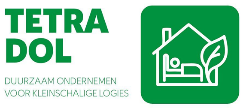 TETRA
DOL
DUURZAAM ONDERNEMEN
VOOR KLEINSCHALIGE LOGIES